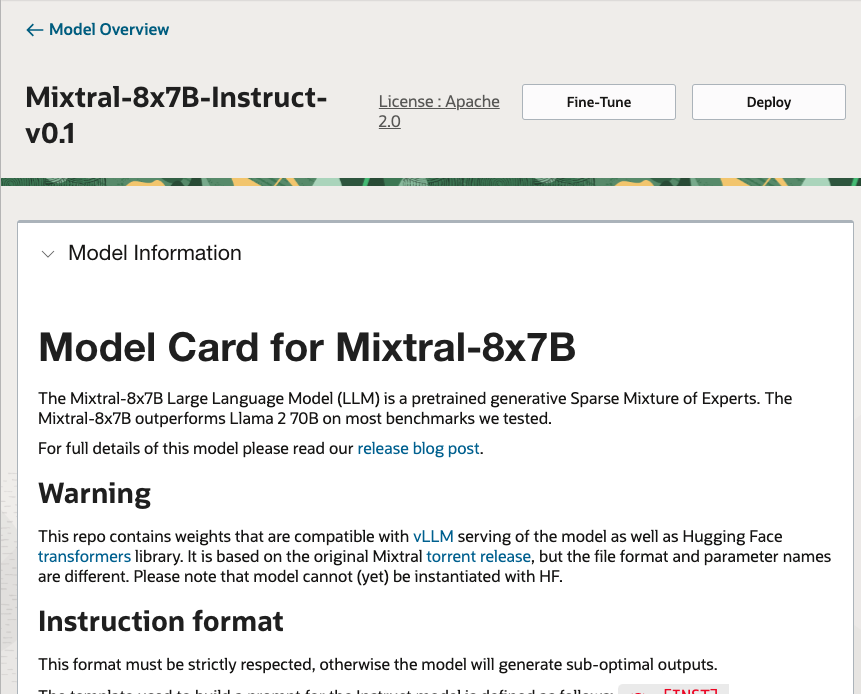 ← Model Overview
Mixtral-8x7B-Instruct-
v0.1
License : Apache
2.0
Fine-Tune
Deploy
Model Information
Model Card for Mixtral-8x7B
The Mixtral-8x7B Large Language Model (LLM) is a pretrained generative Sparse Mixture of Experts. The
Mixtral-8x7B outperforms Llama 2 70B on most benchmarks we tested.
For full details of this model please read our release blog post.
Warning
This repo contains weights that are compatible with vLLM serving of the model as well as Hugging Face
transformers library. It is based on the original Mixtral torrent release, but the file format and parameter names
are different. Please note that model cannot (yet) be instantiated with HF.
Instruction format
This format must be strictly respected, otherwise the model will generate sub-optimal outputs.
The template used to build a prompt for the Instruct model is defined as follows: